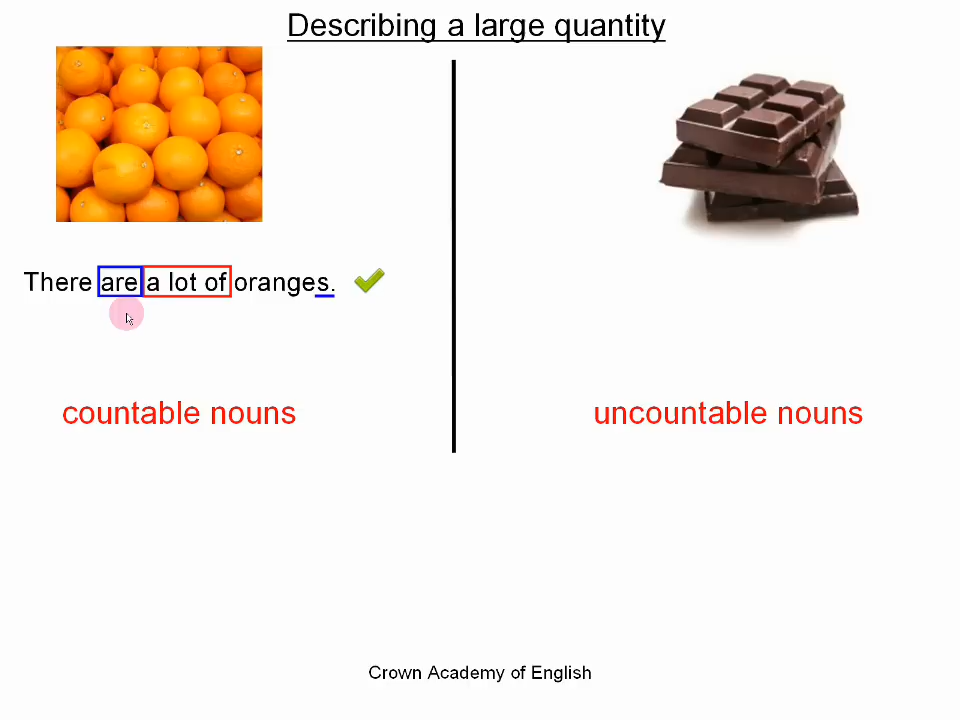 Describing a large quantity
There are a lot of oranges.
countable nouns
uncountable nouns
Crown Academy of English